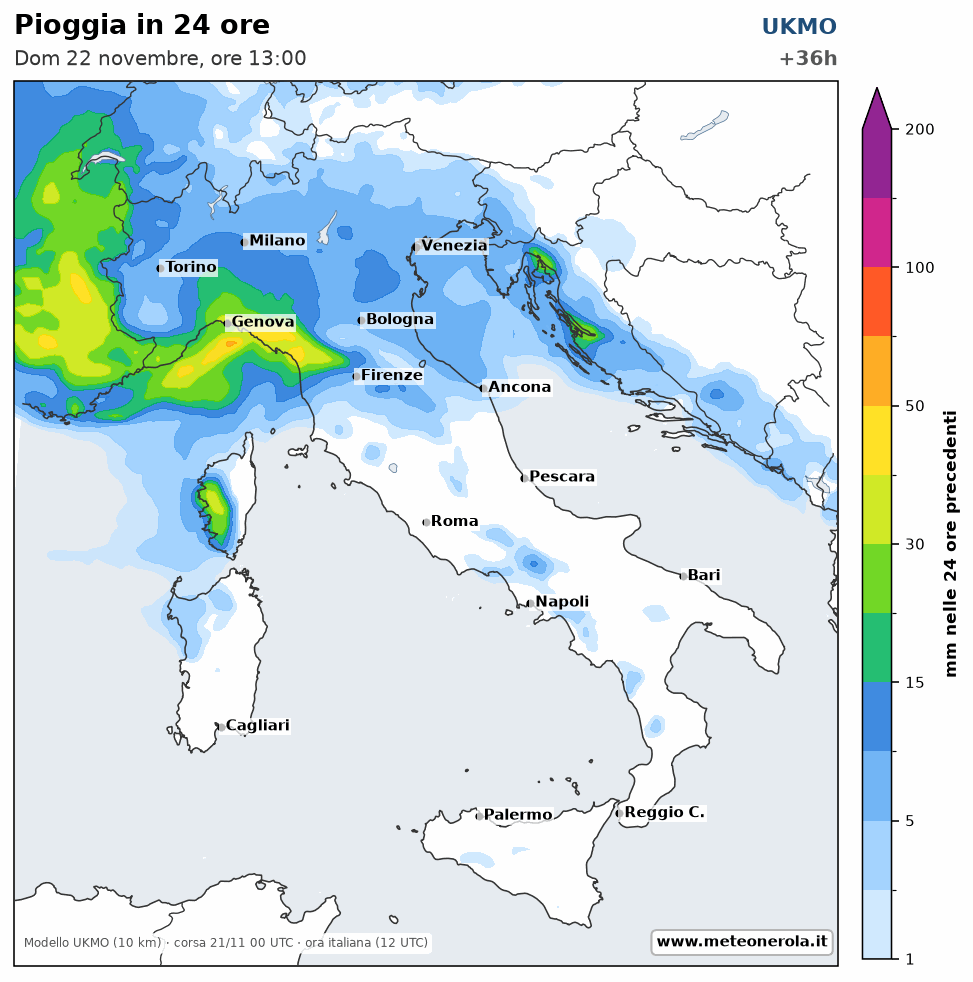 Pioggia in 24 ore
UKMO
Dom 22 novembre, ore 13:00
+36h
200
100
50
30
15
5
1
mm nelle 24 ore precedenti
Milano
Venezia
Torino
Genova
Bologna
Firenze
Ancona
Pescara
Roma
Bari
Napoli
Cagliari
Palermo
Reggio C.
Modello UKMO (10 km) · corsa 21/11 00 UTC · ora italiana (12 UTC)
www.meteonerola.it